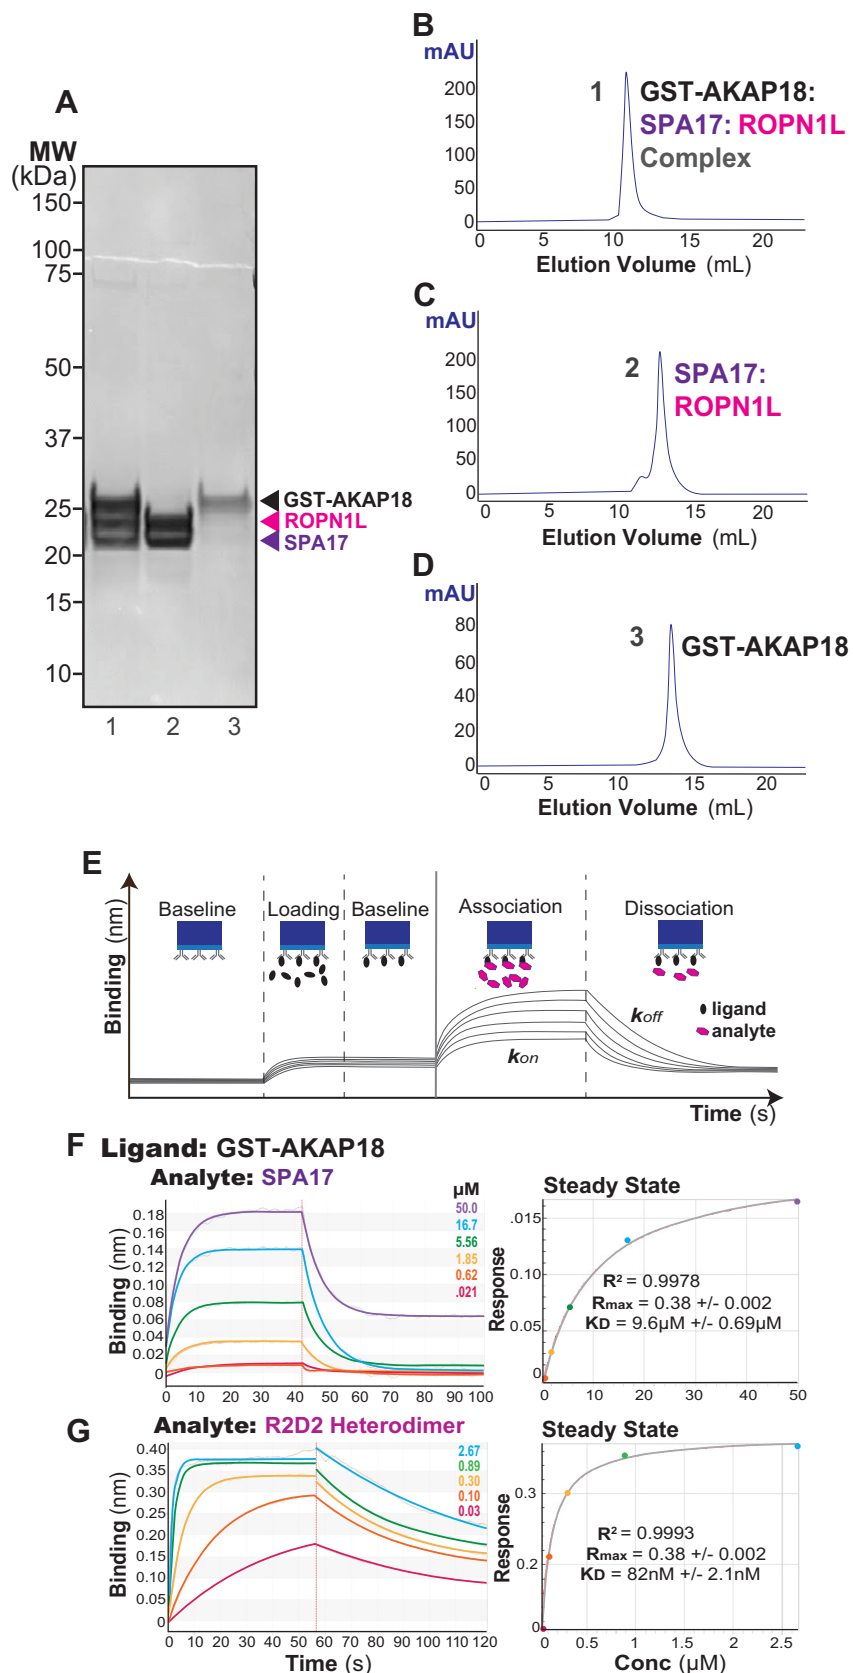 A
MW
(kDa)
150
100
75
50
37
25
20
15
10
GST-AKAP18
ROPN1L
SPA17
1 2 3
B
mAU
200
150
100
50
0
1
GST-AKAP18:
SPA17: ROPN1L
Complex
0 5 10 15 20
Elution Volume (mL)
C
mAU
200
150
100
50
0
2
SPA17:
ROPN1L
0 5 10 15 20
Elution Volume (mL)
D
mAU
80
60
40
20
0
3
GST-AKAP18
0 5 10 15 20
Elution Volume (mL)
E
Binding (nm)
Baseline Loading Baseline Association Dissociation
kon
koff
ligand
analyte
Time (s)
F Ligand: GST-AKAP18
Analyte: SPA17
Binding (nm)
0.18
0.16
0.14
0.12
0.10
0.08
0.06
0.04
0.02
0
µM
50.0
16.7
5.56
1.85
0.62
.021
0 10 20 30 40 50 60 70 80 90 100
Steady State
Response
.015
0.10
0.05
0
R² = 0.9978
Rmax = 0.38 +/- 0.002
KD = 9.6µM +/- 0.69µM
0 10 20 30 40 50
G Analyte: R2D2 Heterodimer
Binding (nm)
0.40
0.35
0.30
0.25
0.20
0.15
0.10
0.05
0
2.67
0.89
0.30
0.10
0.03
0 10 20 30 40 50 60 70 80 90 100 120
Time (s)
Steady State
Response
0.3
0.2
0
R² = 0.9993
Rmax = 0.38 +/- 0.002
KD = 82nM +/- 2.1nM
0 0.5 1 1.5 2 2.5
Conc (µM)